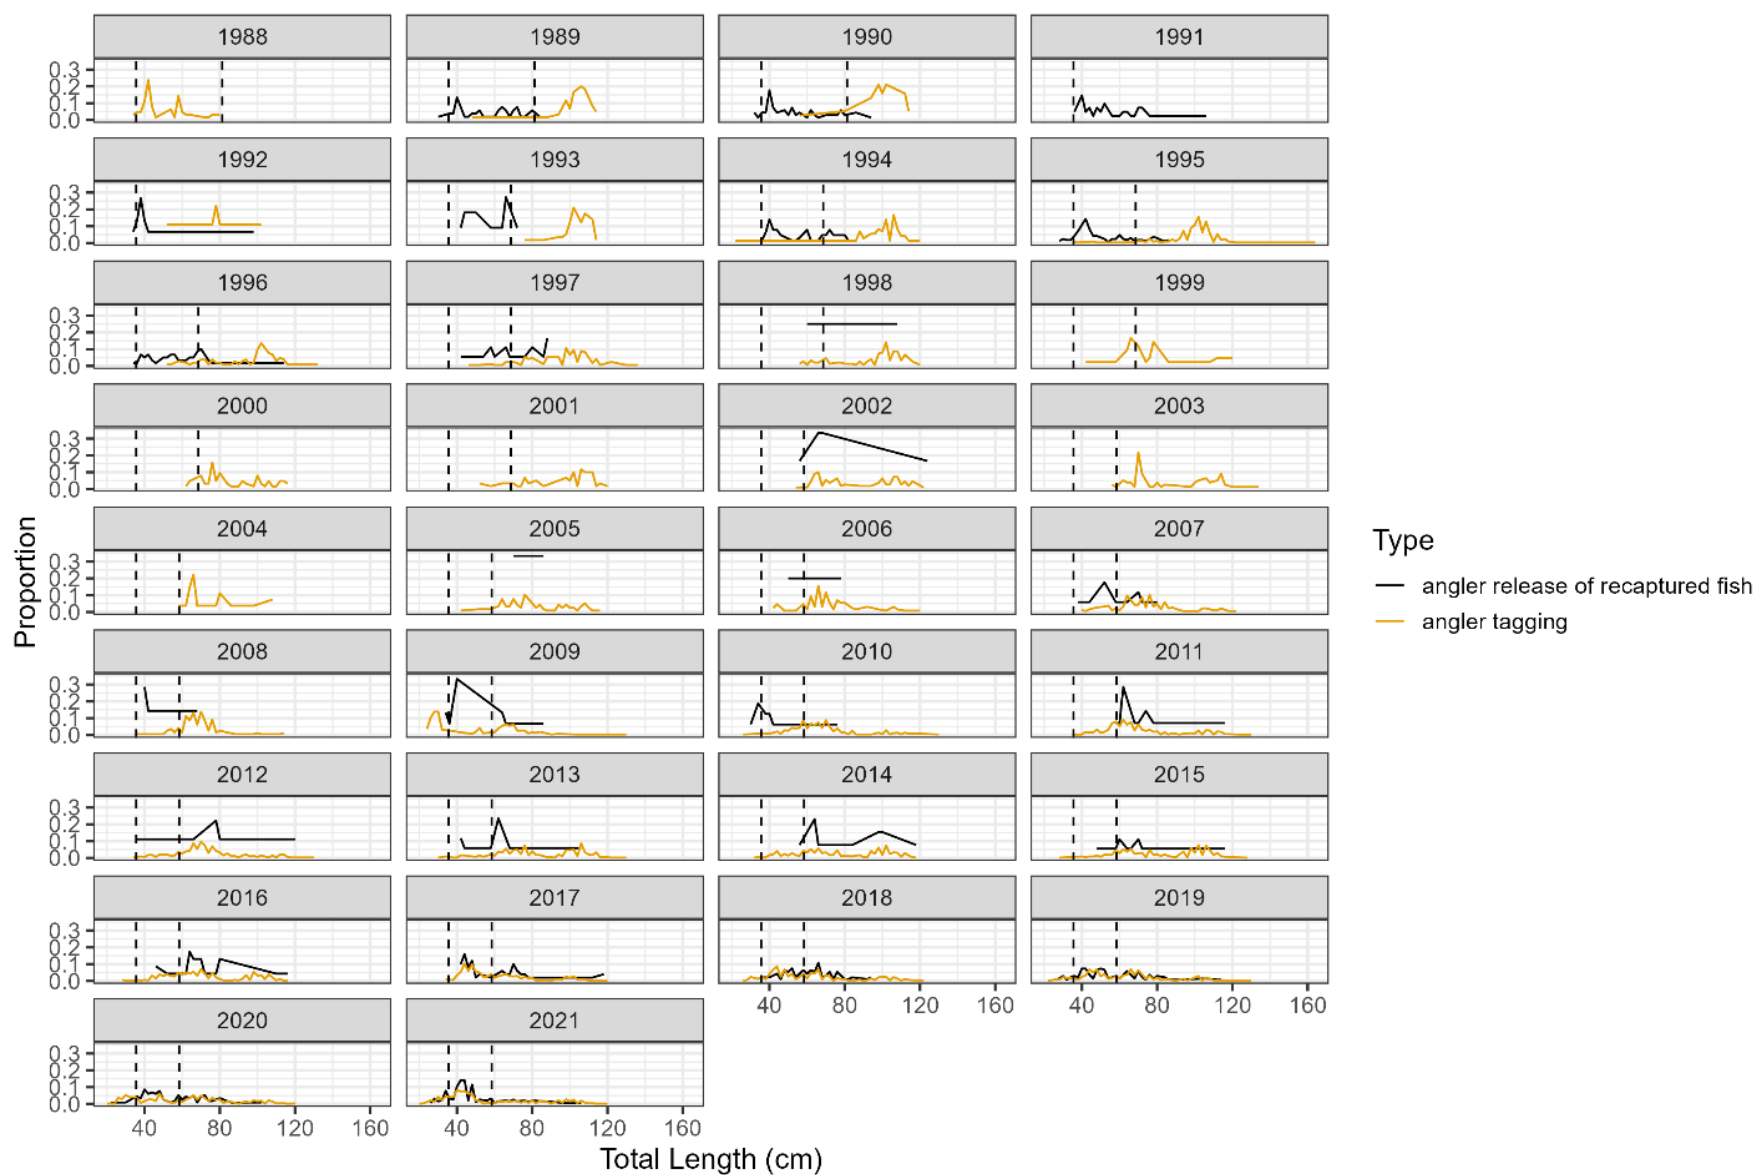 1988 1989 1990 1991
0.3
0.2
0.1
0.0
1992 1993 1994 1995
0.3
0.2
0.1
0.0
1996 1997 1998 1999
0.3
0.2
0.1
0.0
2000 2001 2002 2003
0.3
0.2
0.1
0.0
2004 2005 2006 2007
0.3
0.2
0.1
0.0
2008 2009 2010 2011
0.3
0.2
0.1
0.0
2012 2013 2014 2015
0.3
0.2
0.1
0.0
2016 2017 2018 2019
0.3
0.2
0.1
0.0
40 80 120 160 40 80 120 160
2020 2021
0.3
0.2
0.1
0.0
40 80 120 160 40 80 120 160
Total Length (cm)
Proportion
Type
angler release of recaptured fish
angler tagging